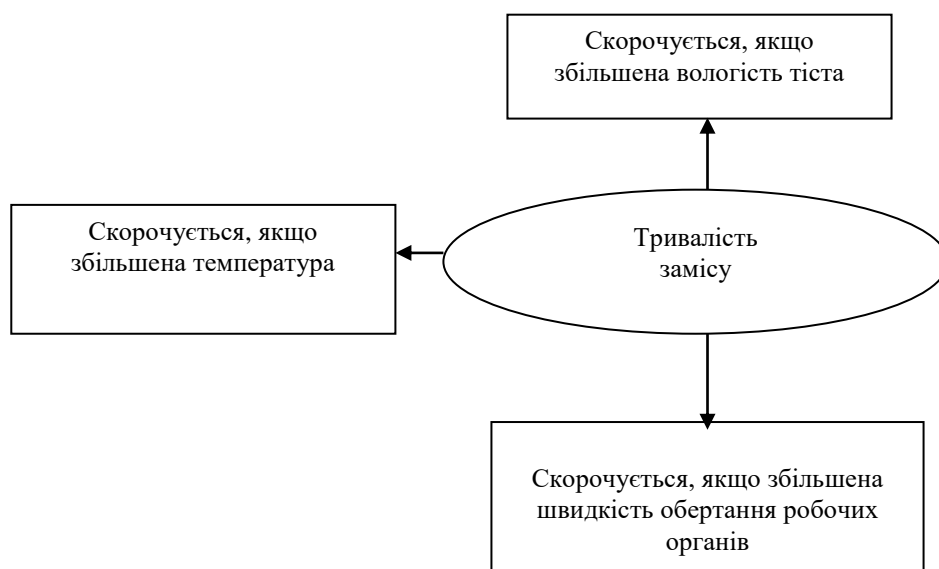 Скорочується, якщо
збільшена вологість тіста
Скорочується, якщо
збільшена температура
Тривалість
замісу
Скорочується, якщо збільшена
швидкість обертання робочих
органів